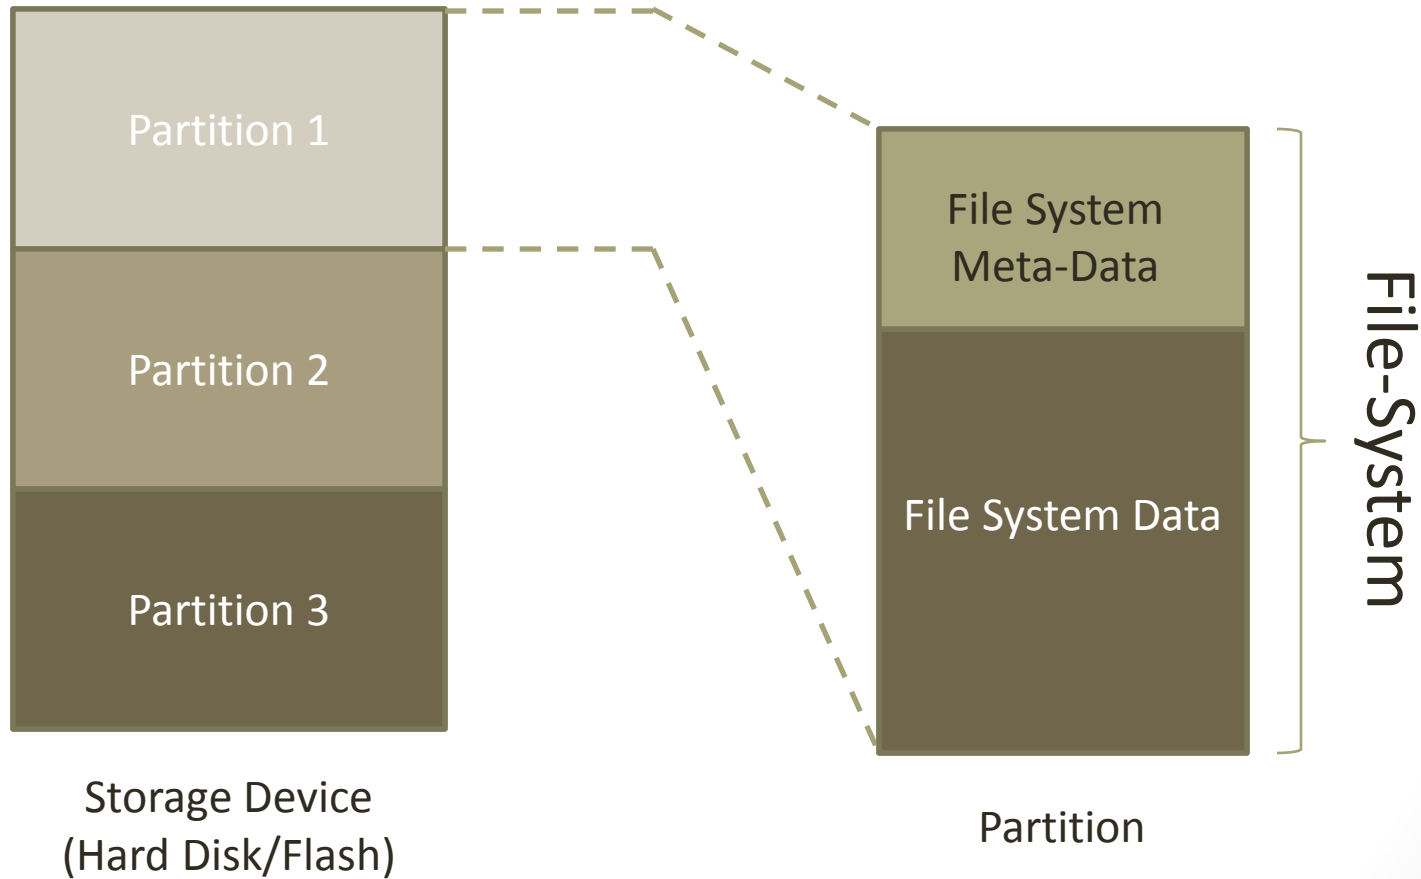 Partition 1
Partition 2
Partition 3
Storage Device
(Hard Disk/Flash)
File System
Meta-Data
File System Data
Partition
File-System